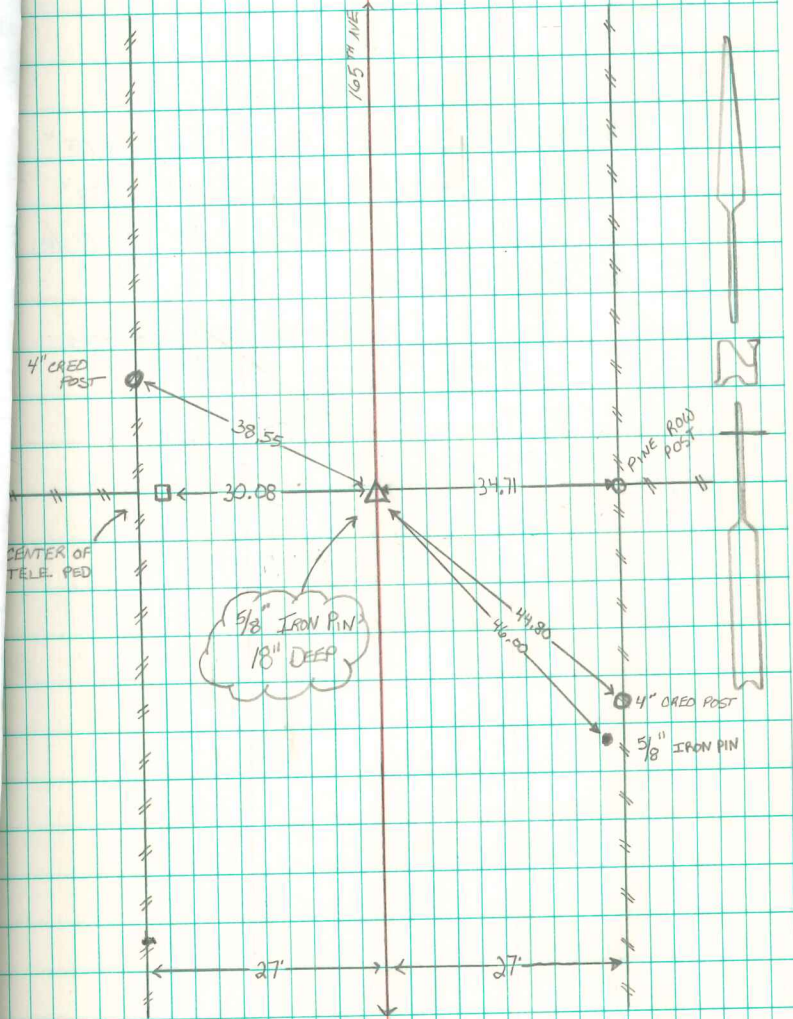 165TH AVE
4" CREO
POST
38.55
PINE ROW
POST
30.08
34.71
CENTER OF
TELE PED
5/8" IRON PIN
18" DEEP
44.80
46.00
4" CREO POST
5/8" IRON PIN
N
27'
27'